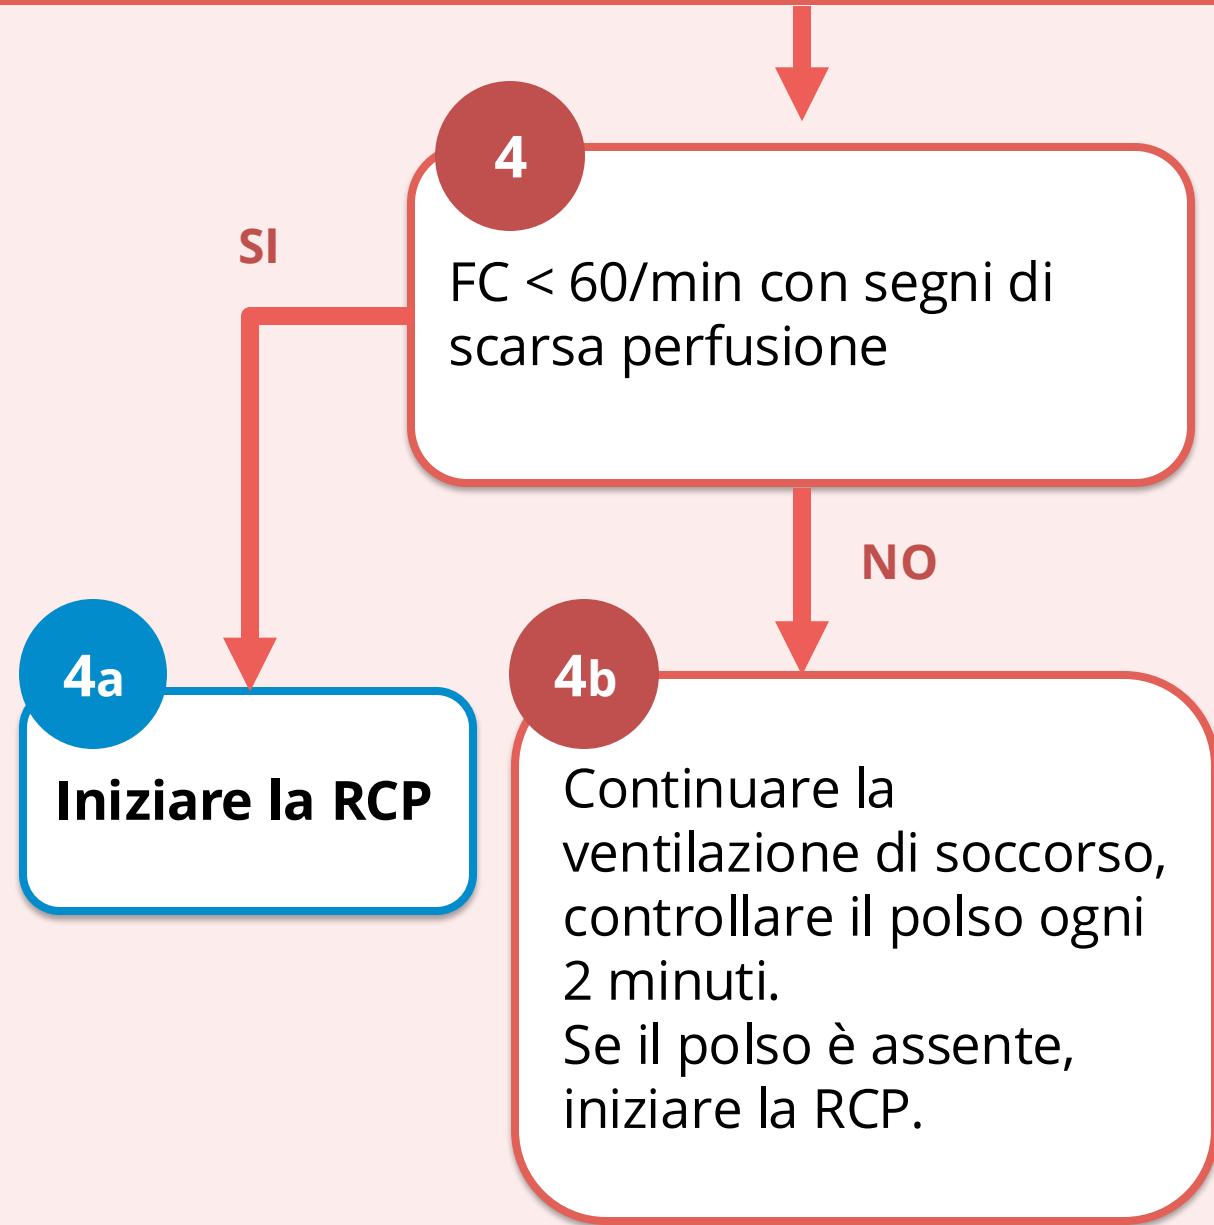 4
SI
FC < 60/min con segni di
scarsa perfusione
NO
4a
Iniziare la RCP
4b
Continuare la
ventilazione di soccorso,
controllare il polso ogni
2 minuti.
Se il polso è assente,
iniziare la RCP.